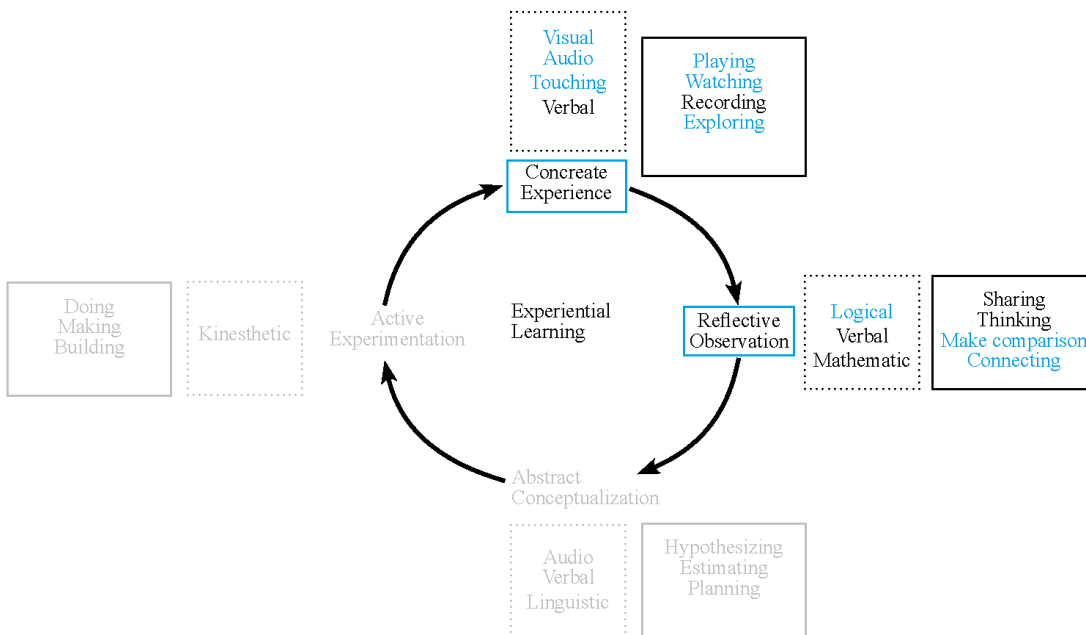 Visual
Audio
Touching
Verbal
Playing
Watching
Recording
Exploring
Concreate
Experience
Doing
Making
Building
Kinesthetic
Active
Experimentation
Experiential
Learning
Reflective
Observation
Logical
Verbal
Mathematic
Sharing
Thinking
Make comparison
Connecting
Abstract
Conceptualization
Audio
Verbal
Linguistic
Hypothesizing
Estimating
Planning